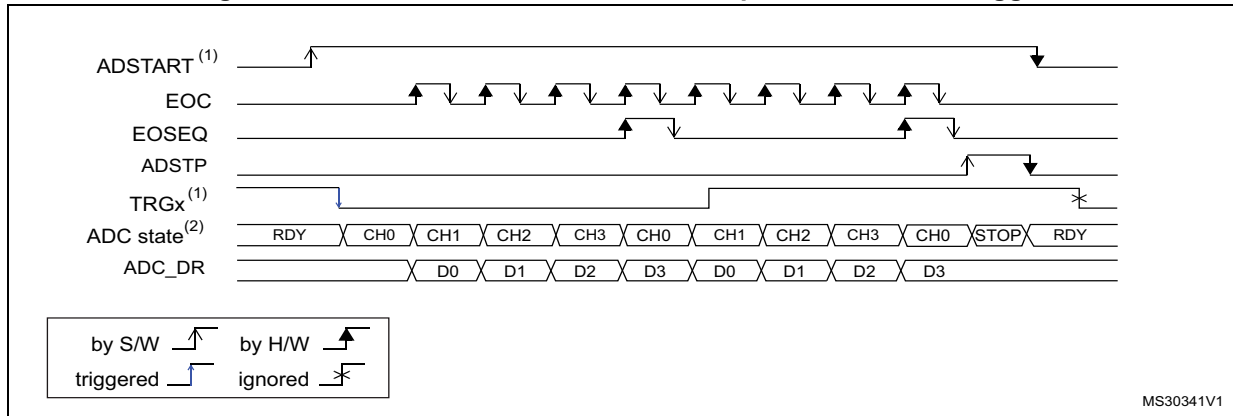 ADSTART (1)
EOC
EOSEQ
ADSTP
TRGx (1)
ADC state (2) RDY CH0 CH1 CH2 CH3 CH0 CH1 CH2 CH3 CH0 STOP RDY
ADC_DR D0 D1 D2 D3 D0 D1 D2 D3
by S/W by H/W
triggered ignored
MS30341V1